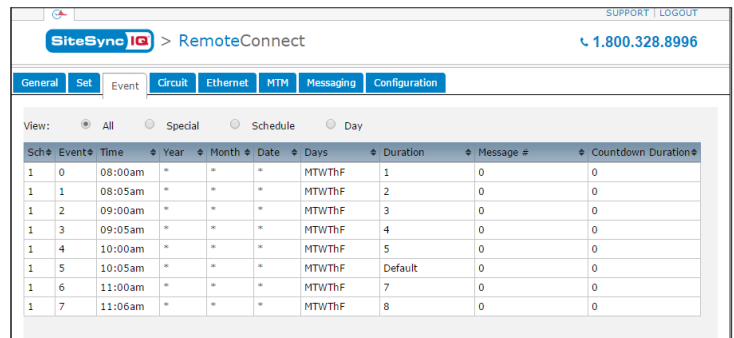 SUPPORT | LOGOUT
SiteSync IQ > RemoteConnect
1.800.328.8996
General Set Event Circuit Ethernet MTM Messaging Configuration
View: All Special Schedule Day
Sch Event Time Year Month Date Days Duration Message # Countdown Duration
1 0 08:00am * * * MTWThF 1 0 0
1 1 08:05am * * * MTWThF 2 0 0
1 2 09:00am * * * MTWThF 3 0 0
1 3 09:05am * * * MTWThF 4 0 0
1 4 10:00am * * * MTWThF 5 0 0
1 5 10:05am * * * MTWThF Default 0 0
1 6 11:00am * * * MTWThF 7 0 0
1 7 11:06am * * * MTWThF 8 0 0